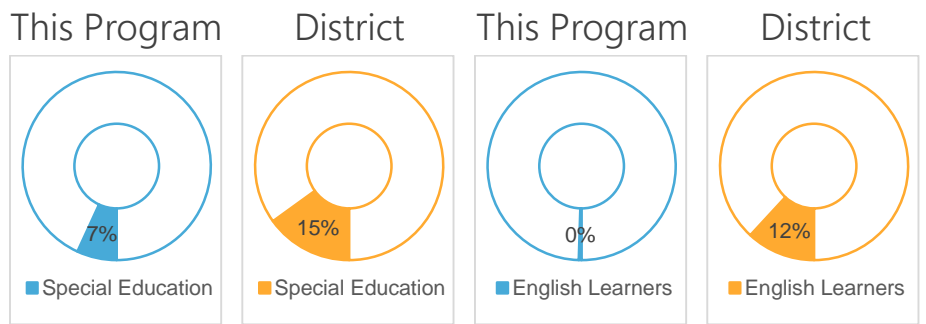 This Program
District
This Program
District
7%
15%
0%
12%
Special Education
Special Education
English Learners
English Learners